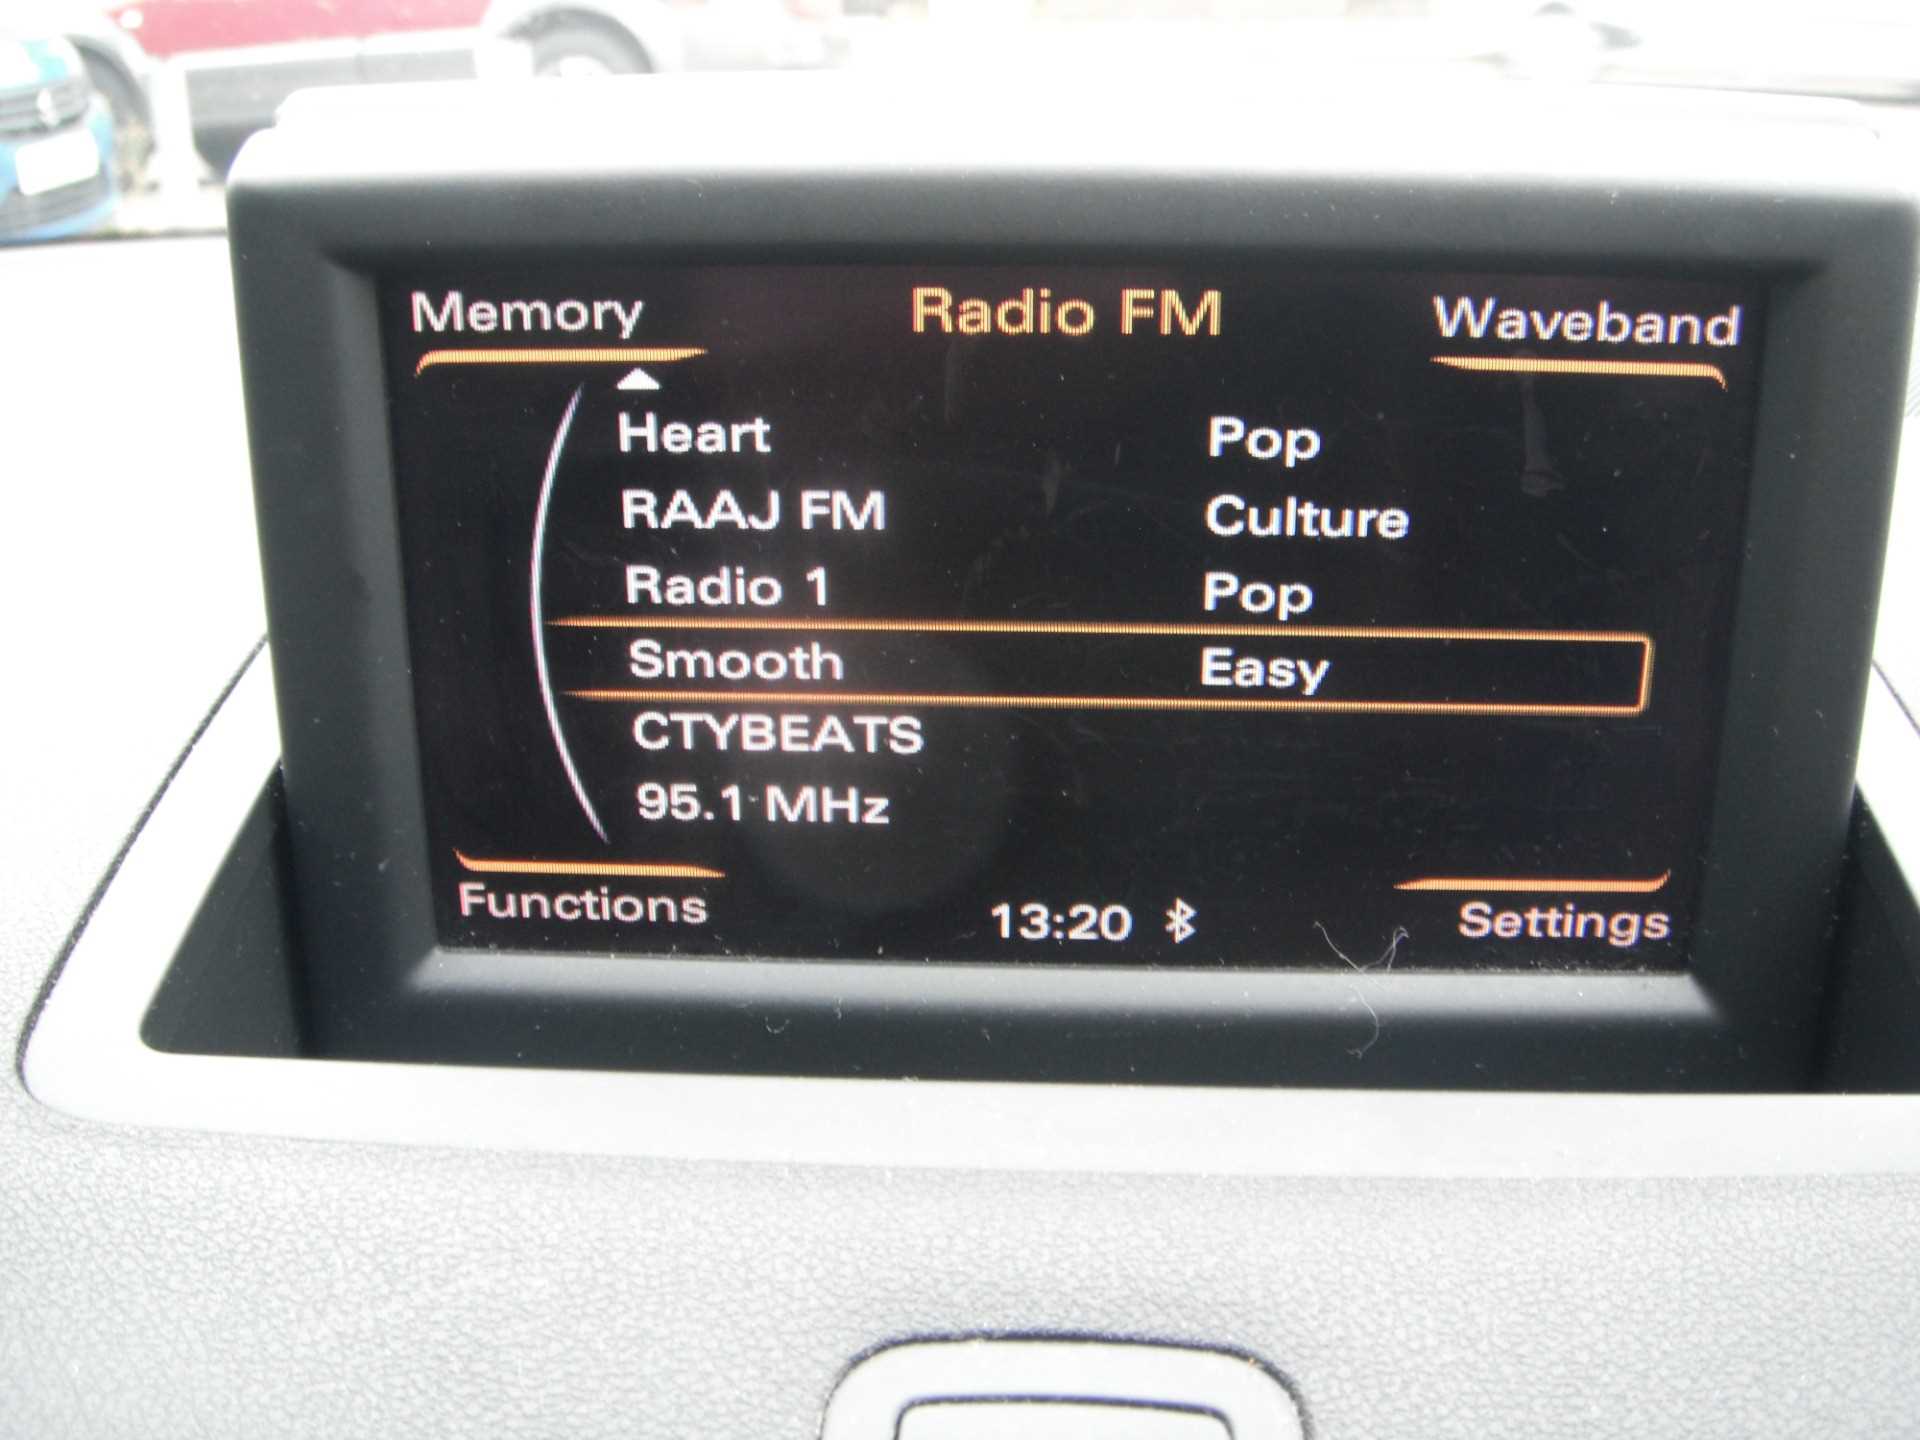 Memory Radio FM Waveband
Heart Pop
RAAJ FM Culture
Radio 1 Pop
Smooth Easy
CTYBEATS
95.1 MHz
Functions 13:20 Settings